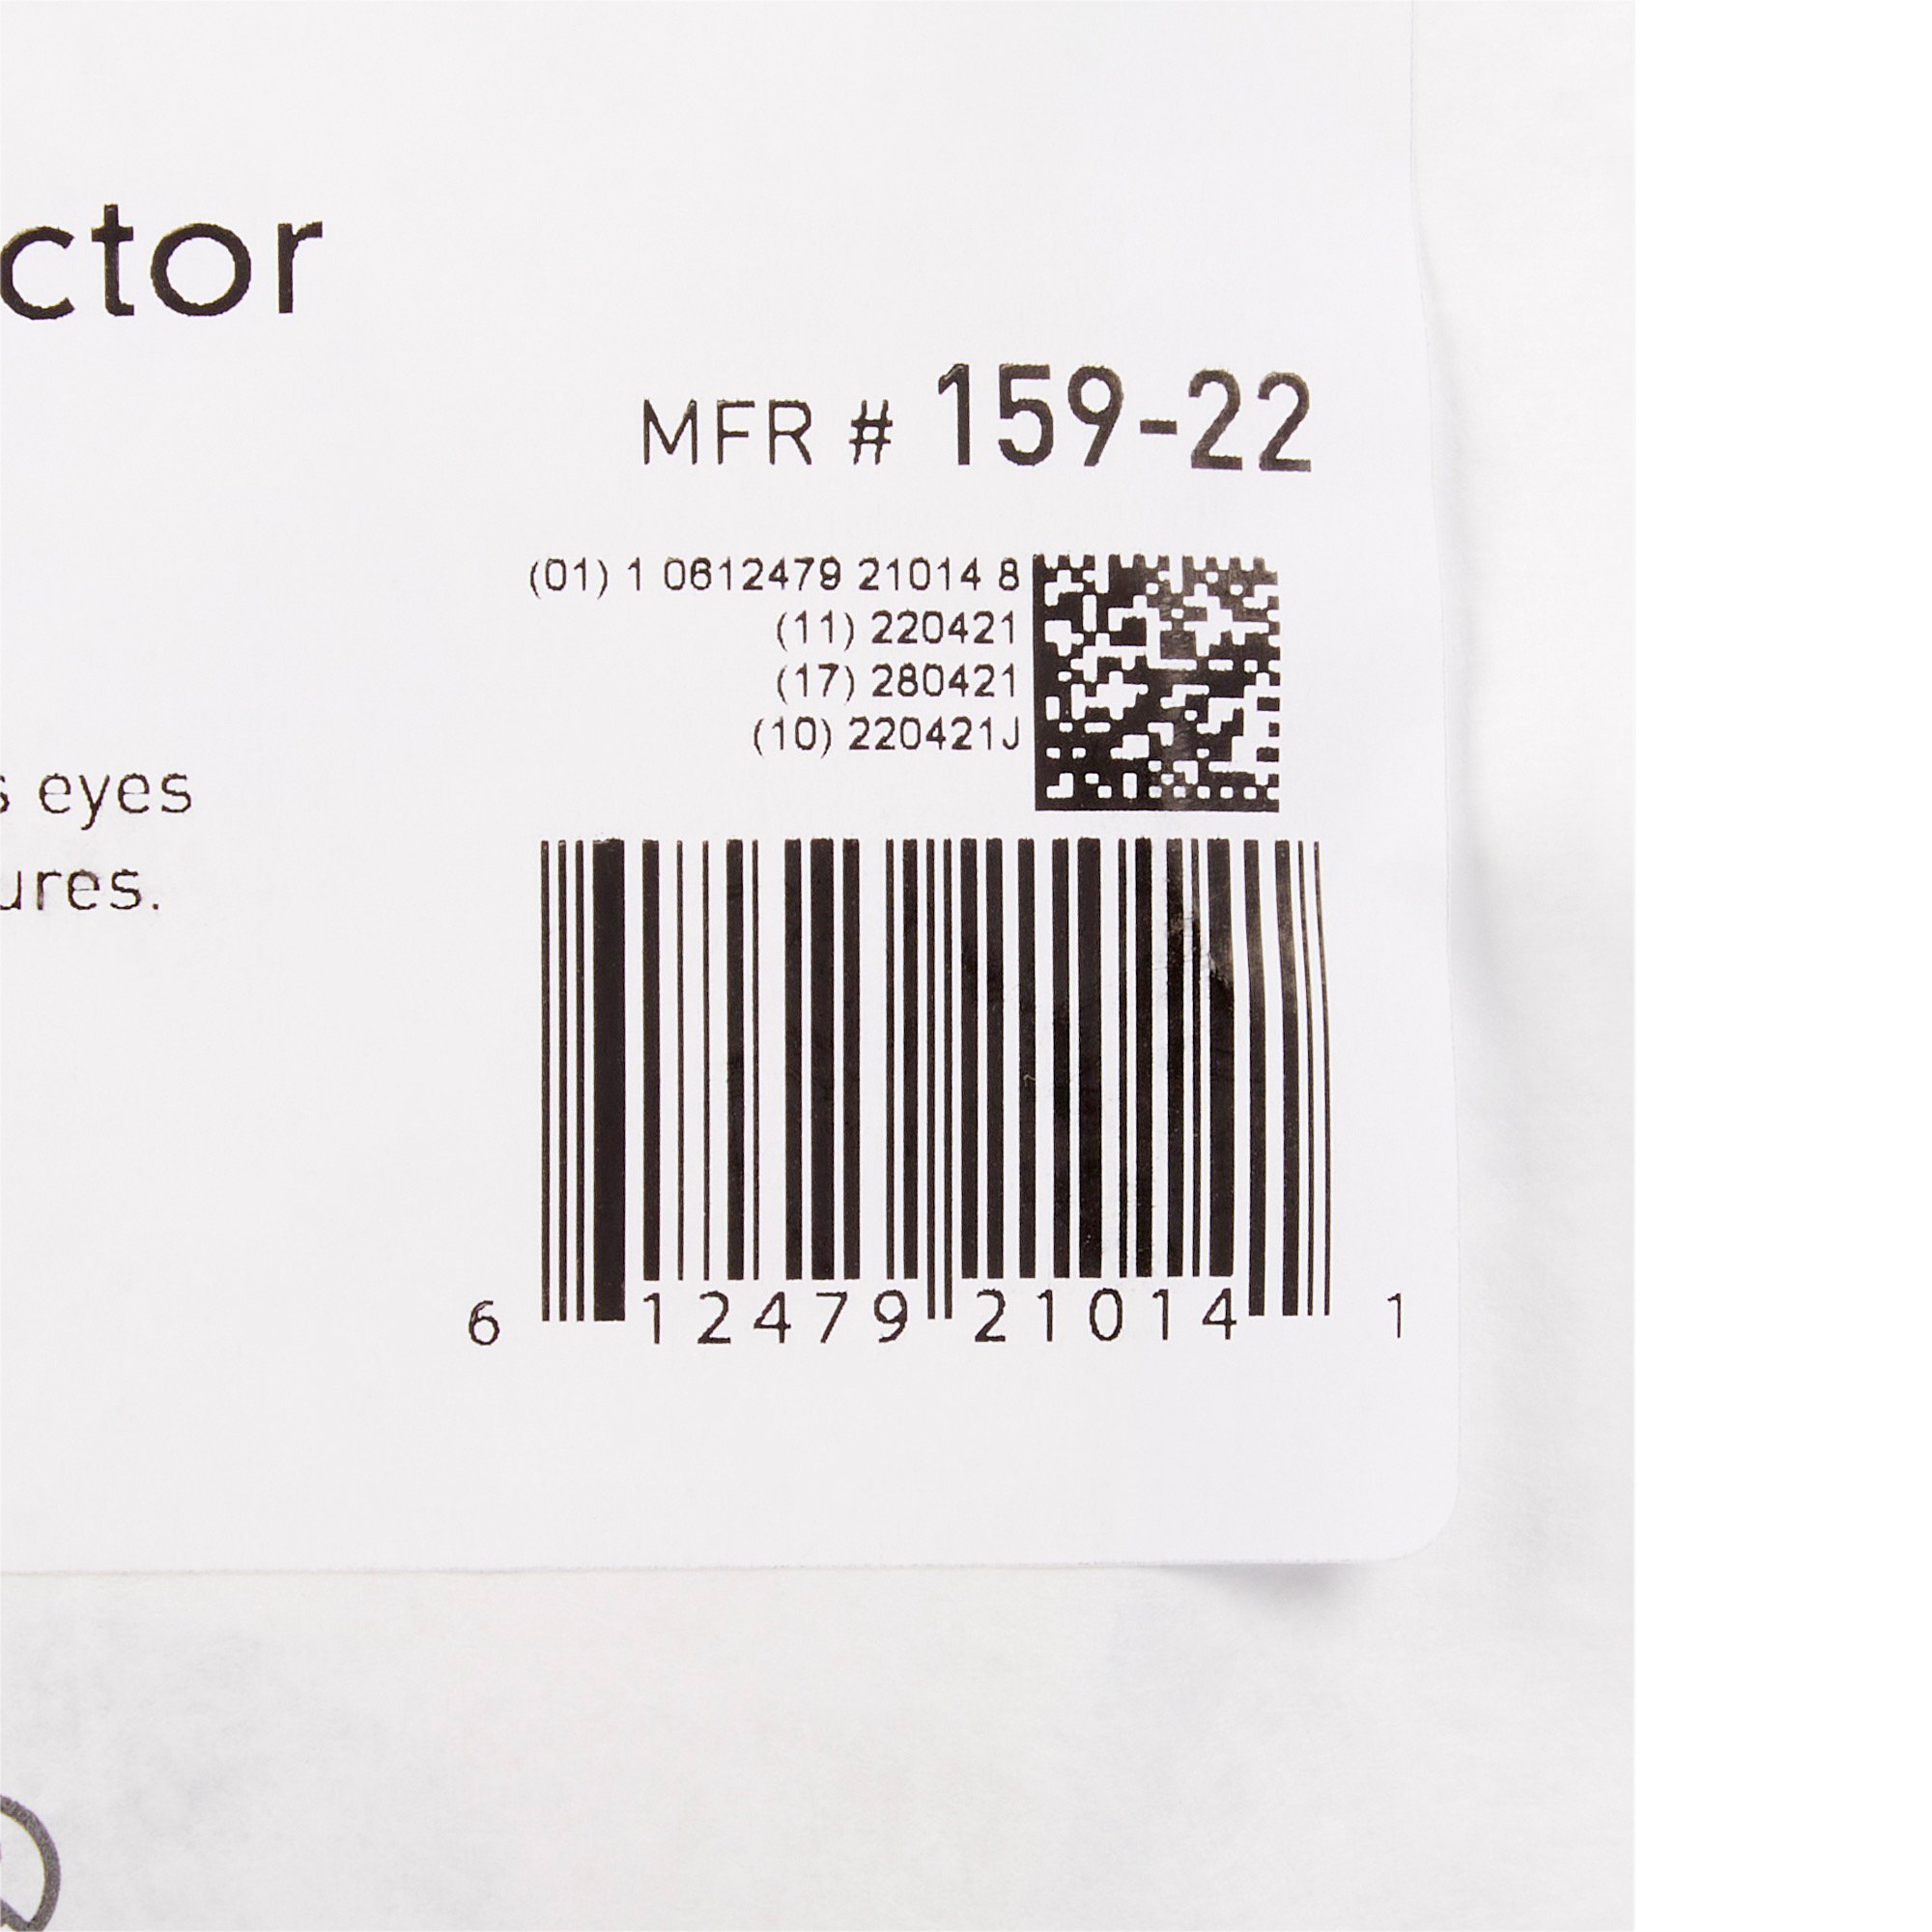 ctor
MFR # 159-22
(01) 1 0612479 21014 8
(11) 220421
(17) 280421
(10) 220421J
s eyes
ures.
6 12479 21014 1